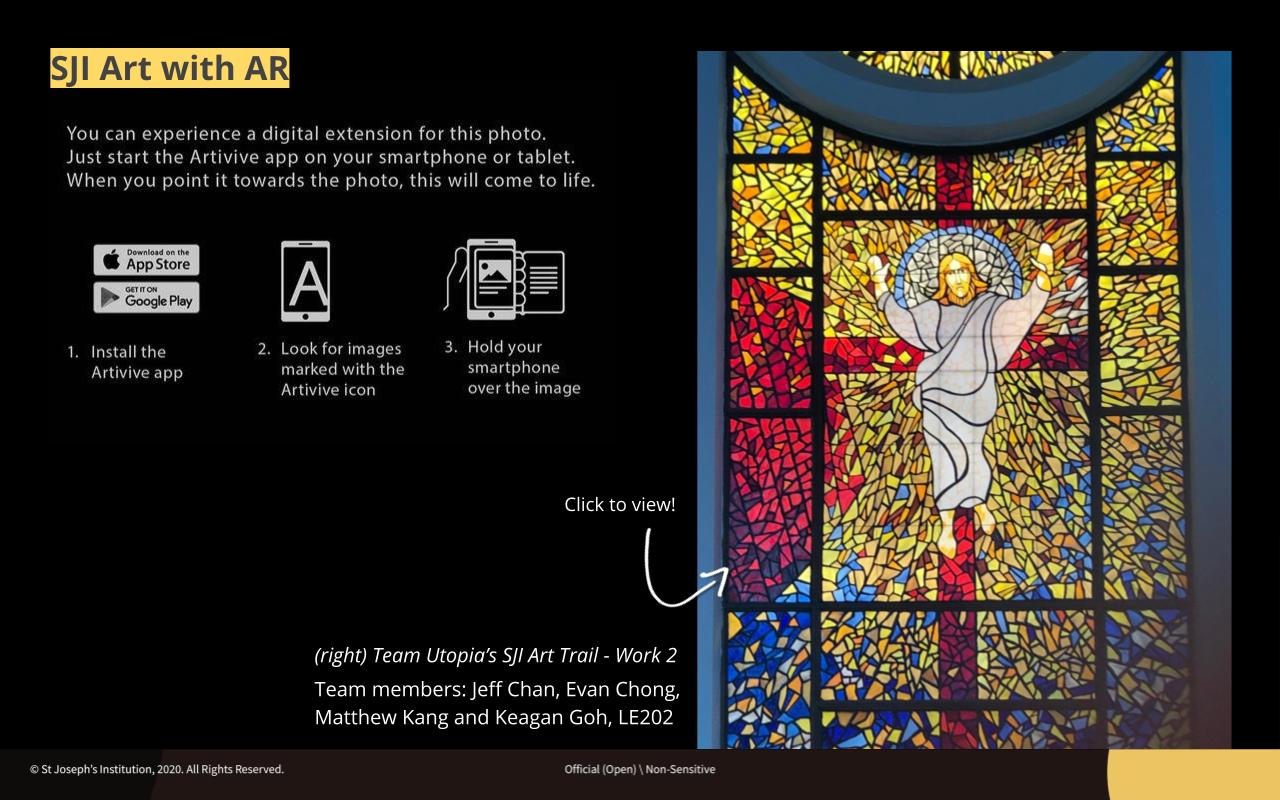 SJI Art with AR
You can experience a digital extension for this photo.
Just start the Artivive app on your smartphone or tablet.
When you point it towards the photo, this will come to life.
Download on the
App Store
GET IT ON
Google Play
A
1. Install the
Artivive app
2. Look for images
marked with the
Artivive icon
3. Hold your
smartphone
over the image
Click to view!
(right) Team Utopia's SJI Art Trail - Work 2
Team members: Jeff Chan, Evan Chong,
Matthew Kang and Keagan Goh, LE202
© St Joseph's Institution, 2020. All Rights Reserved.
Official (Open) \ Non-Sensitive